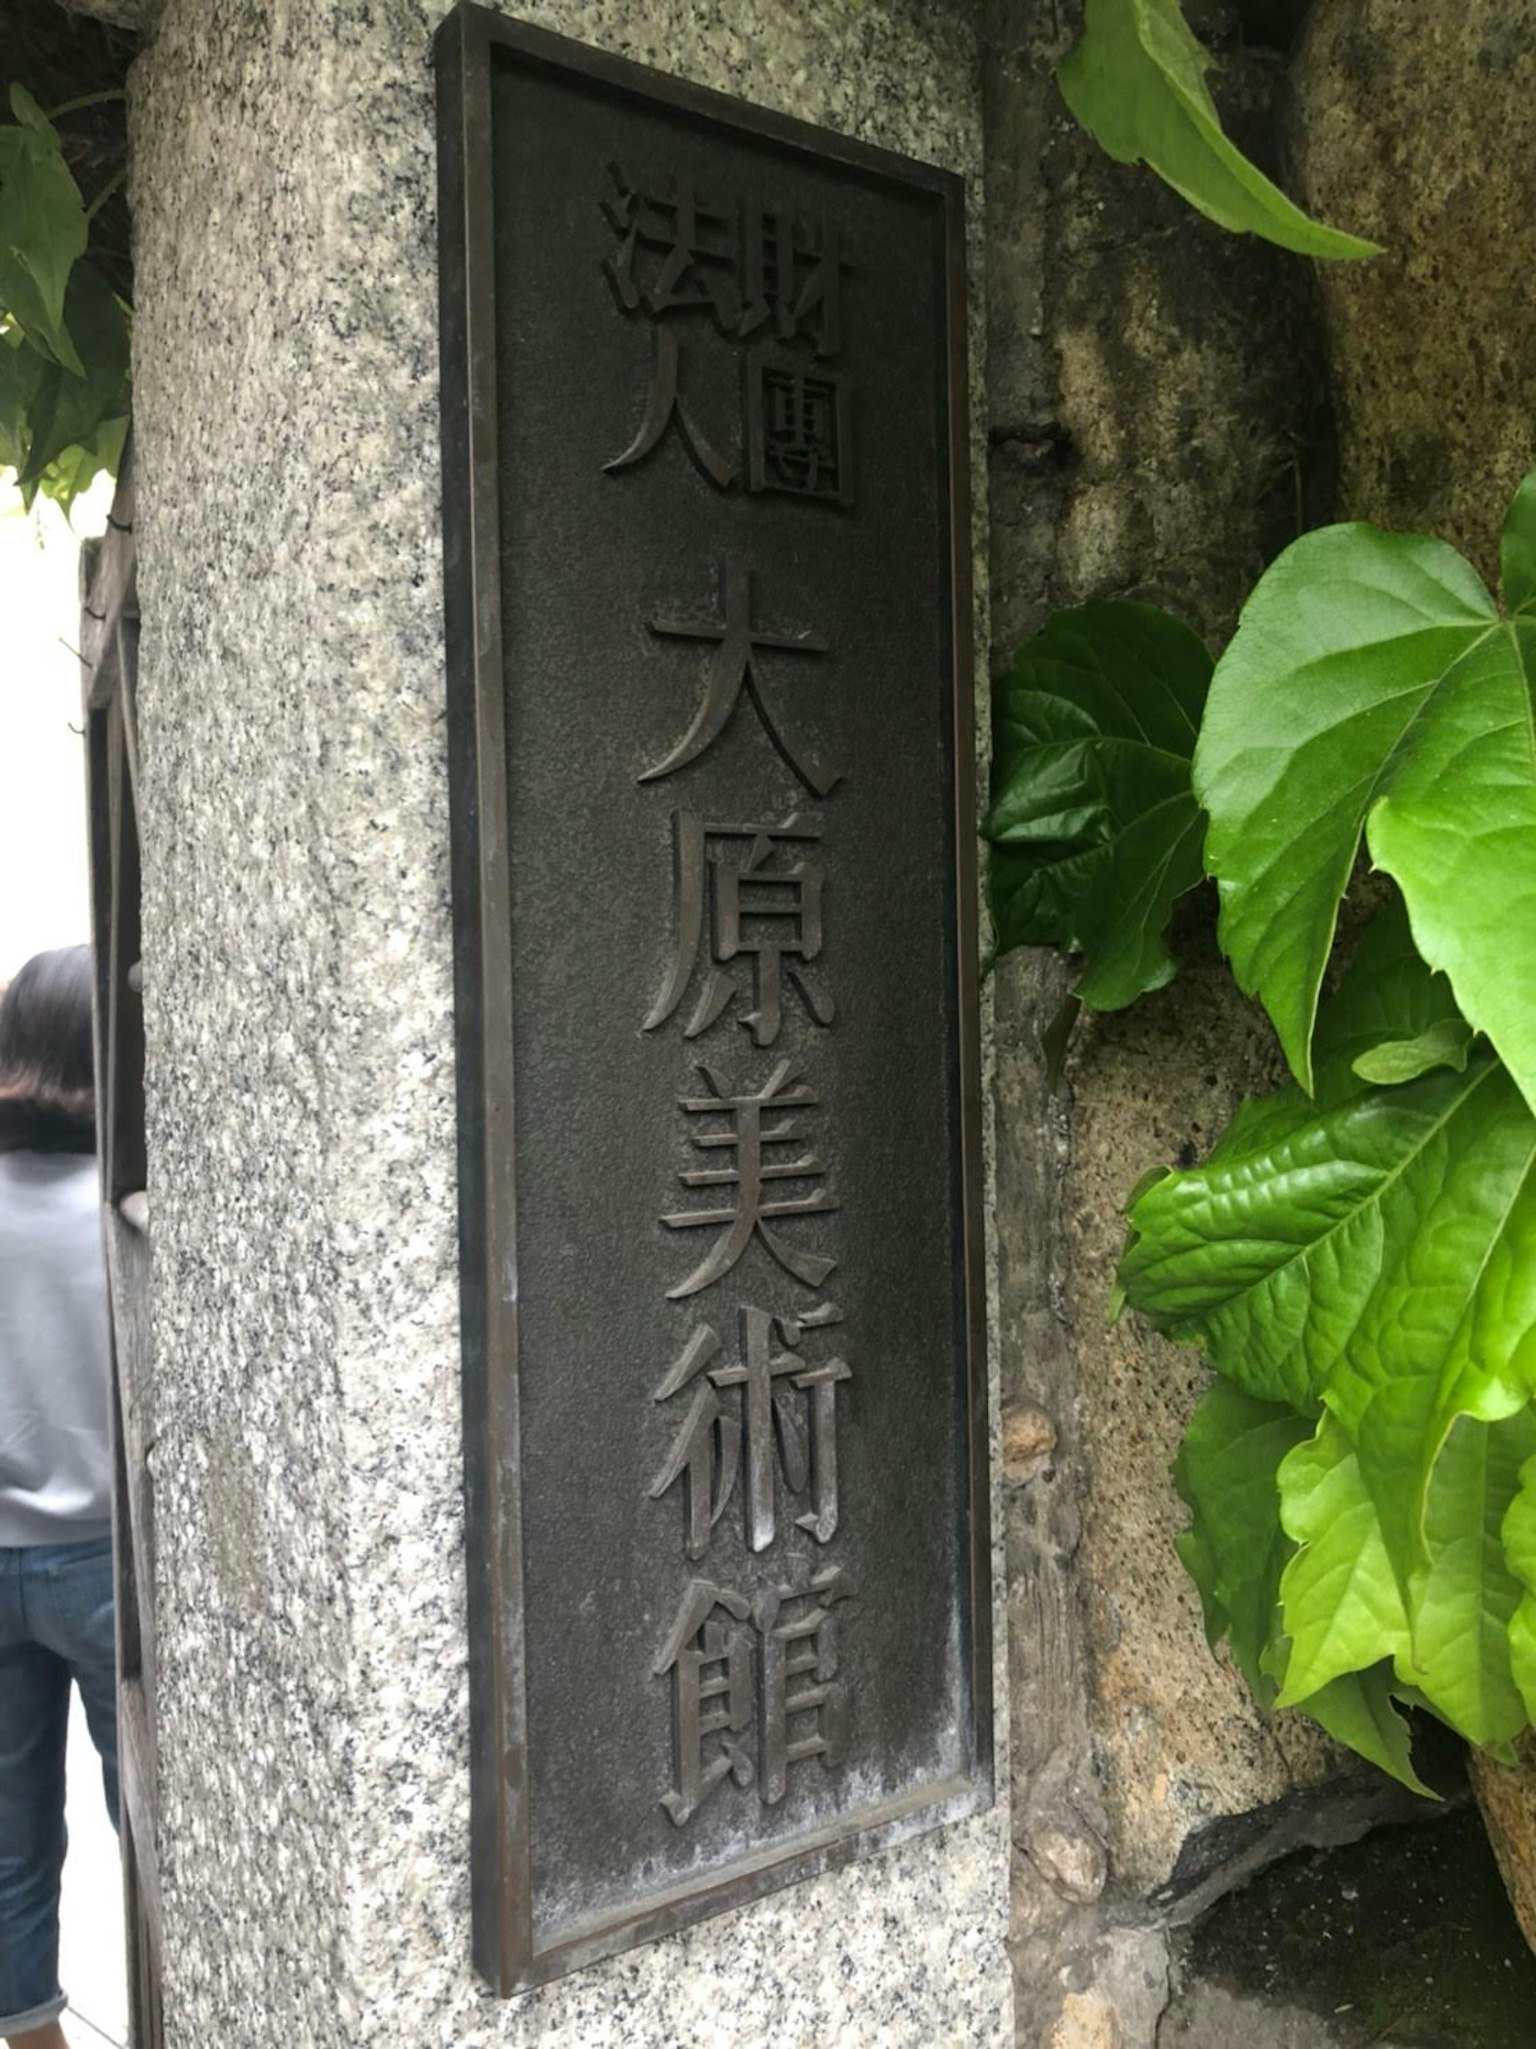 財團
法人
大原美術館